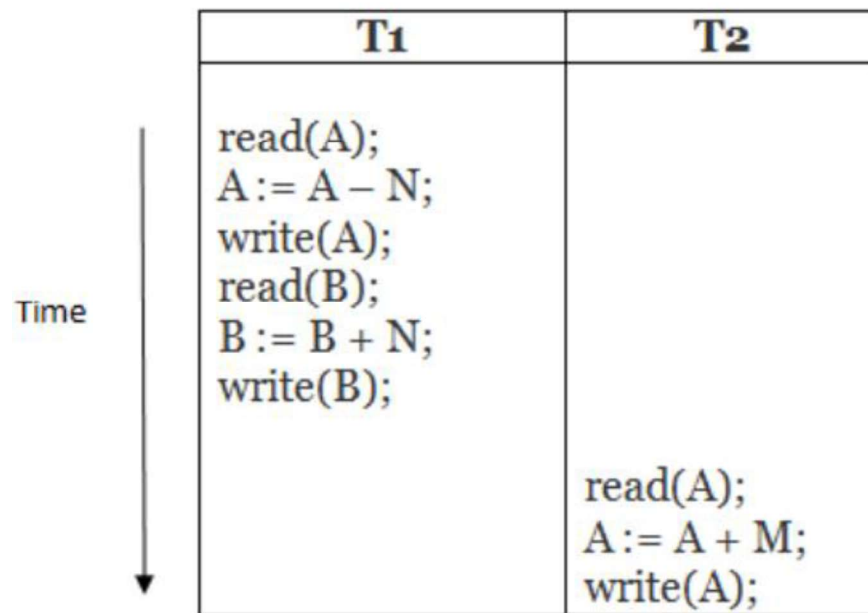 T1 T2
read(A);
A := A – N;
write(A);
read(B);
Time
B := B + N;
write(B);
read(A);
A := A + M;
write(A);